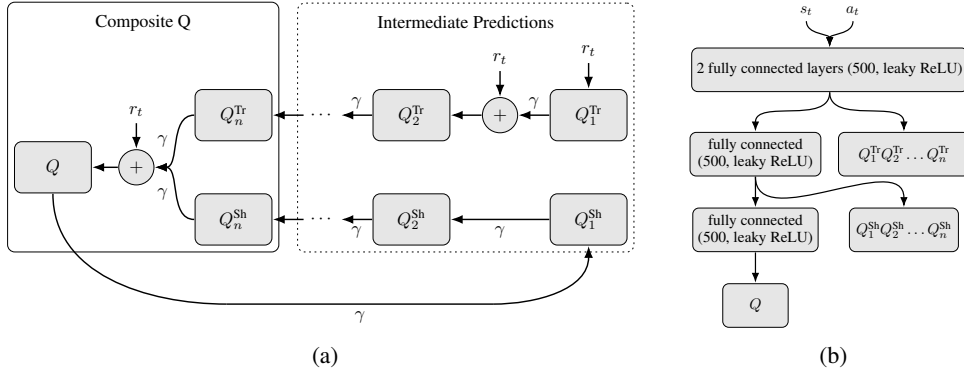 Composite Q
Intermediate Predictions
r_t
r_t
r_t
Q_n^Tr
γ
···
γ
Q_2^Tr
+
γ
Q_1^Tr
γ
Q
+
γ
Q_n^Sh
γ
···
γ
Q_2^Sh
γ
Q_1^Sh
γ
(a)
s_t a_t
2 fully connected layers (500, leaky ReLU)
fully connected
(500, leaky ReLU)
Q_1^Tr Q_2^Tr ... Q_n^Tr
fully connected
(500, leaky ReLU)
Q_1^Sh Q_2^Sh ... Q_n^Sh
Q
(b)